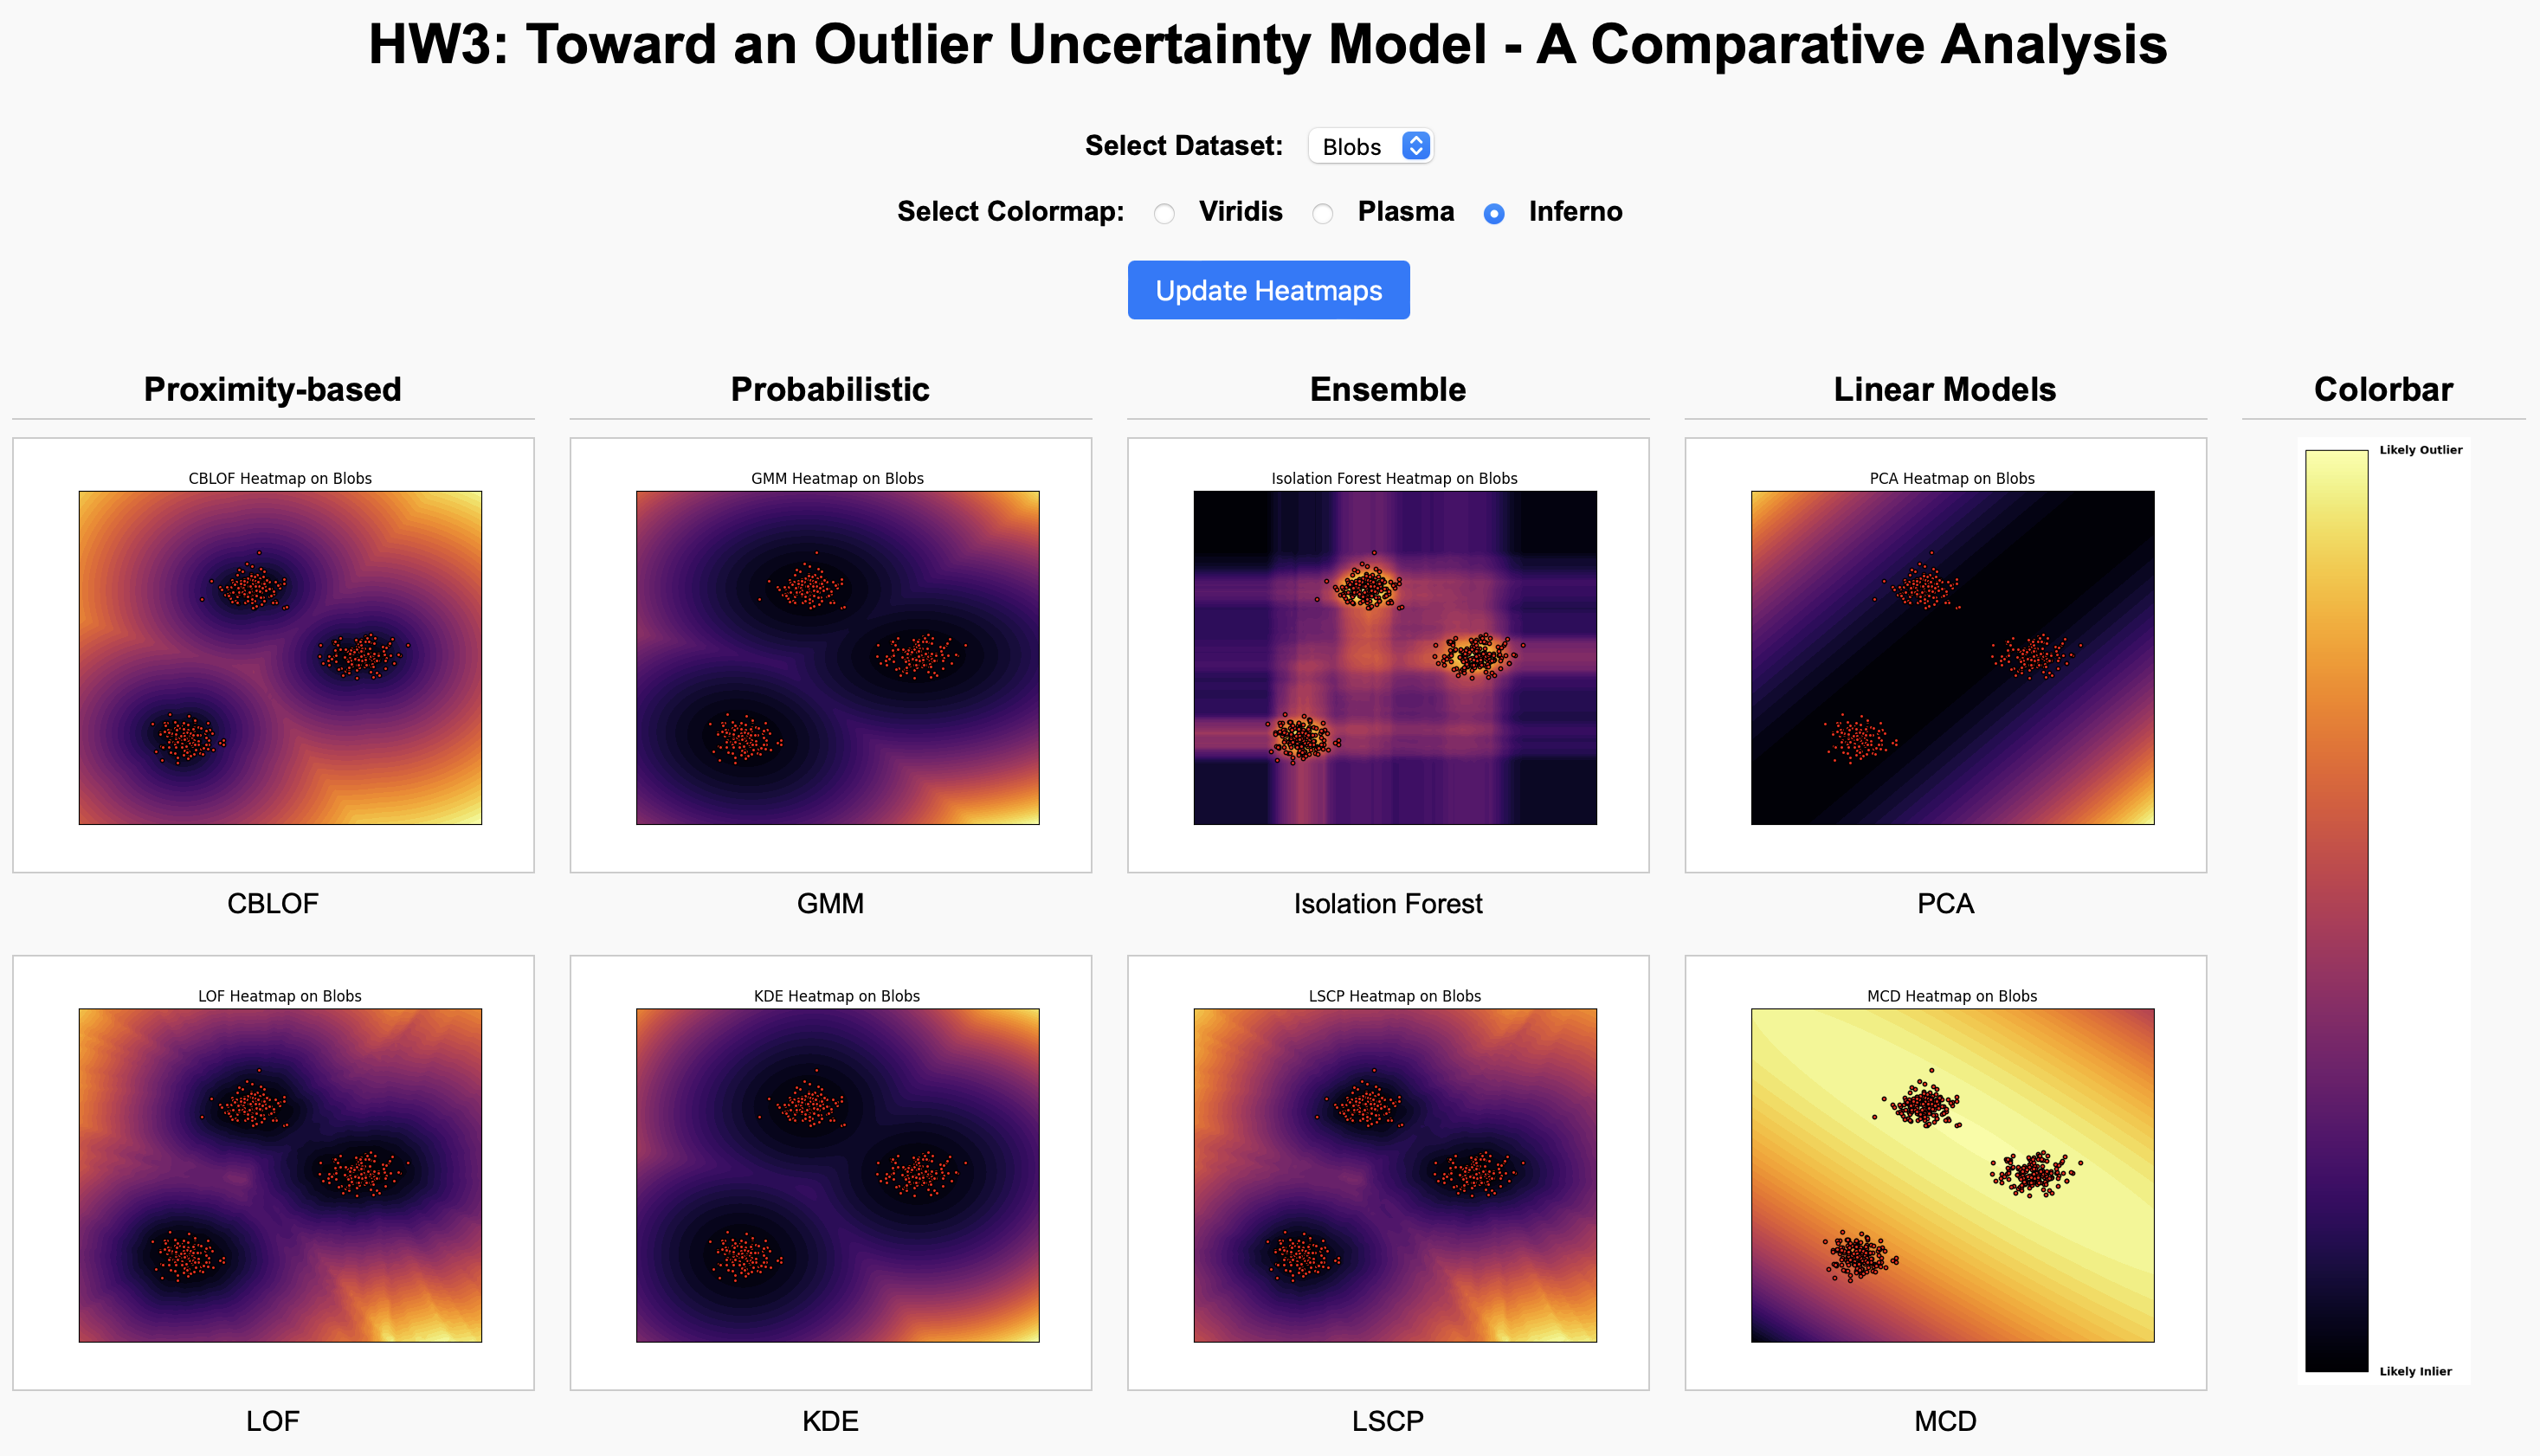 HW3: Toward an Outlier Uncertainty Model - A Comparative Analysis
Select Dataset: Blobs
Select Colormap: Viridis Plasma Inferno
Update Heatmaps
Proximity-based
Probabilistic
Ensemble
Linear Models
Colorbar
CBLOF Heatmap on Blobs
GMM Heatmap on Blobs
Isolation Forest Heatmap on Blobs
PCA Heatmap on Blobs
Likely Outlier
CBLOF
GMM
Isolation Forest
PCA
LOF Heatmap on Blobs
KDE Heatmap on Blobs
LSCP Heatmap on Blobs
MCD Heatmap on Blobs
Likely Inlier
LOF
KDE
LSCP
MCD